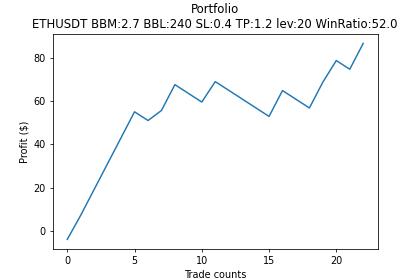 Portfolio
ETHUSDT BBM:2.7 BBL:240 SL:0.4 TP:1.2 lev:20 WinRatio:52.0
80
60
40
20
0
Profit ($)
0 5 10 15 20
Trade counts